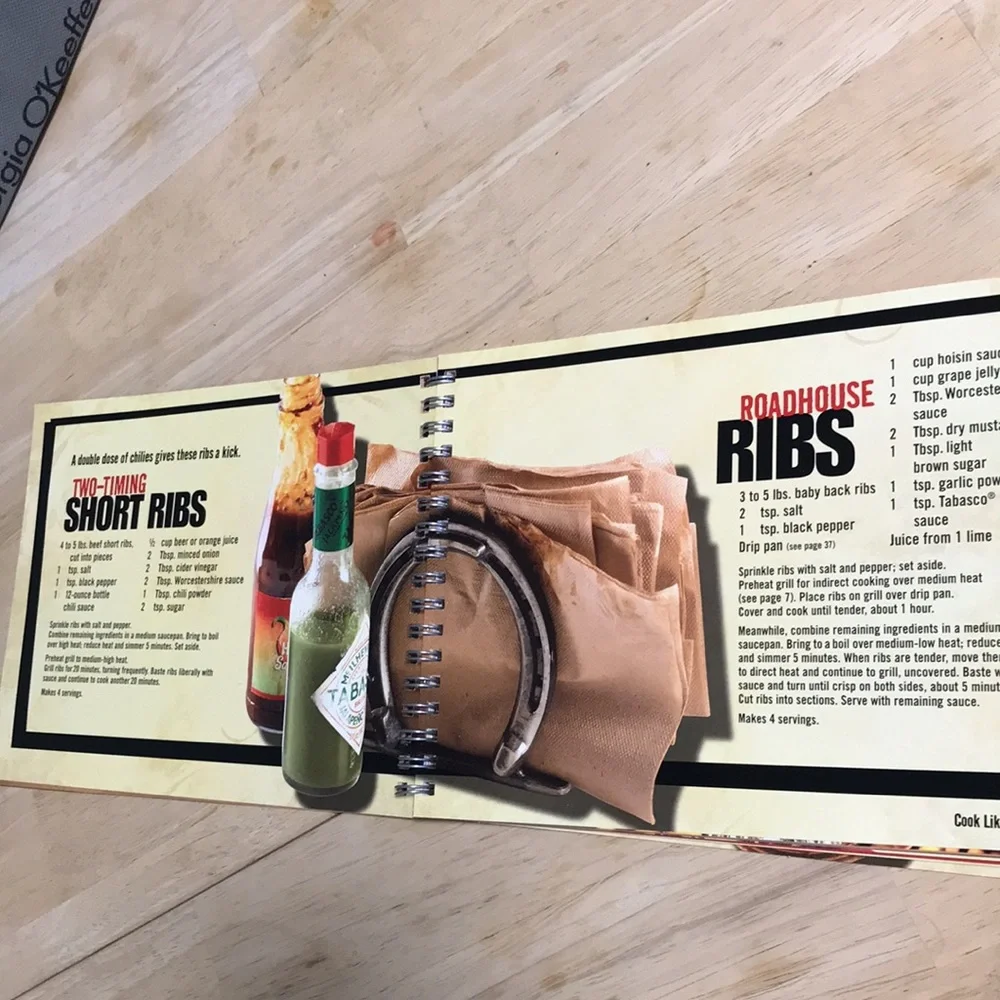 O'Keeffe
A double dose of chilies gives these ribs a kick.
TWO-TIMING
SHORT RIBS
4 to 5 lbs. beef short ribs,
cut into pieces
1 tsp. salt
1 tsp. black pepper
1 12-ounce bottle
chili sauce
½ cup beer or orange juice
2 Tbsp. minced onion
2 Tbsp. cider vinegar
2 Tbsp. Worcestershire sauce
1 Tbsp. chili powder
2 tsp. sugar
Sprinkle ribs with salt and pepper.
Combine remaining ingredients in a medium saucepan. Bring to boil
over high heat; reduce heat and simmer 5 minutes. Set aside.
Preheat grill to medium-high heat.
Grill ribs for 20 minutes, turning frequently. Baste ribs liberally with
sauce and continue to cook another 20 minutes.
Makes 4 servings.
ROADHOUSE
RIBS
3 to 5 lbs. baby back ribs
2 tsp. salt
1 tsp. black pepper
Drip pan (see page 37)
1 cup hoisin sauc
1 cup grape jelly
2 Tbsp. Worceste
sauce
2 Tbsp. dry musta
1 Tbsp. light
brown sugar
1 tsp. garlic pow
1 tsp. Tabasco®
sauce
Juice from 1 lime
Sprinkle ribs with salt and pepper; set aside.
Preheat grill for indirect cooking over medium heat
(see page 7). Place ribs on grill over drip pan.
Cover and cook until tender, about 1 hour.
Meanwhile, combine remaining ingredients in a medium
saucepan. Bring to a boil over medium-low heat; reduce
and simmer 5 minutes. When ribs are tender, move the
to direct heat and continue to grill, uncovered. Baste w
sauce and turn until crisp on both sides, about 5 minut
Cut ribs into sections. Serve with remaining sauce.
Makes 4 servings.
Cook Lik